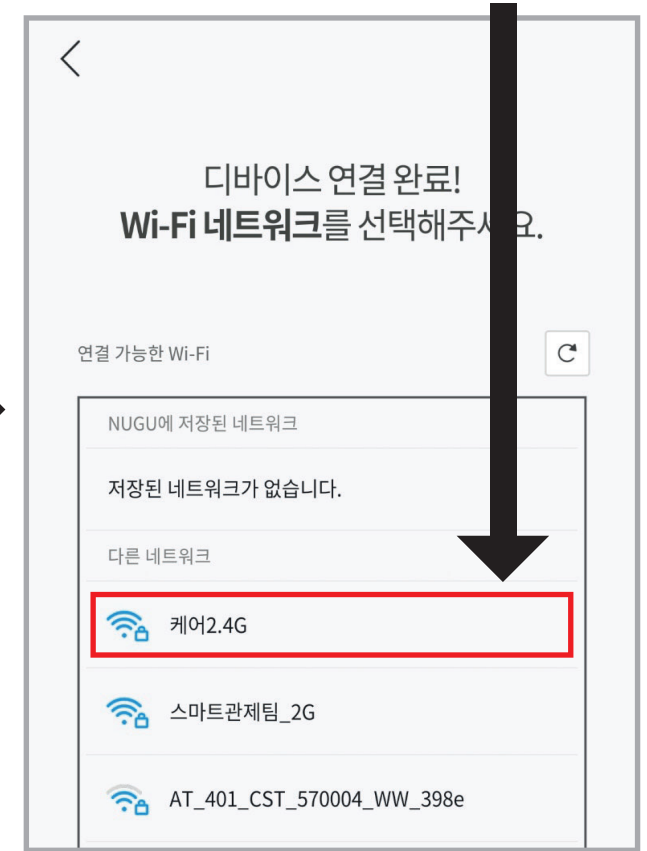 디바이스 연결 완료!
Wi-Fi 네트워크를 선택해주세요.
연결 가능한 Wi-Fi
NUGU에 저장된 네트워크
저장된 네트워크가 없습니다.
다른 네트워크
케어2.4G
스마트관제팀_2G
AT_401_CST_570004_WW_398e